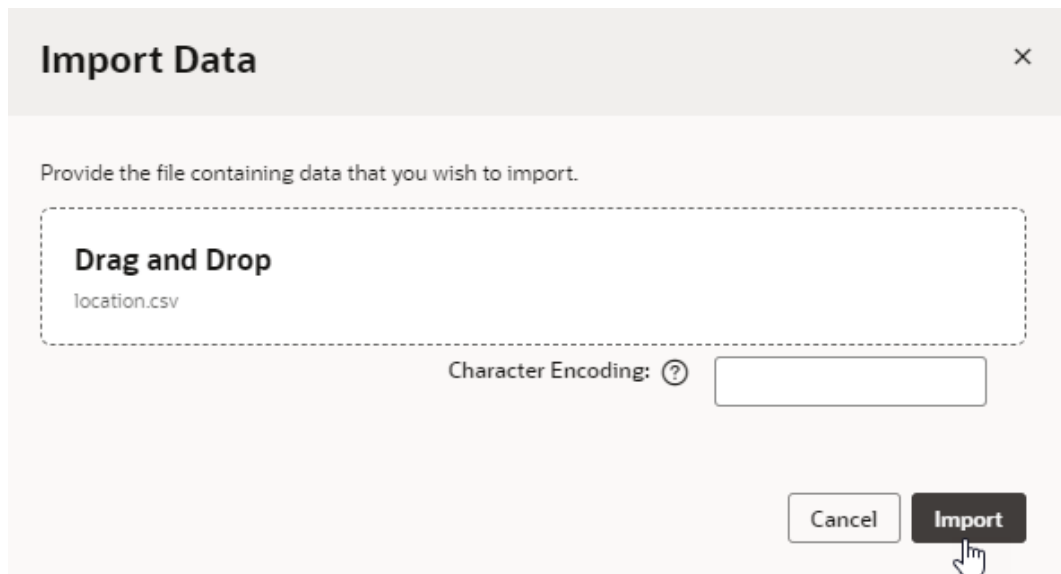 Import Data
Provide the file containing data that you wish to import.
Drag and Drop
location.csv
Character Encoding: ?
Cancel Import